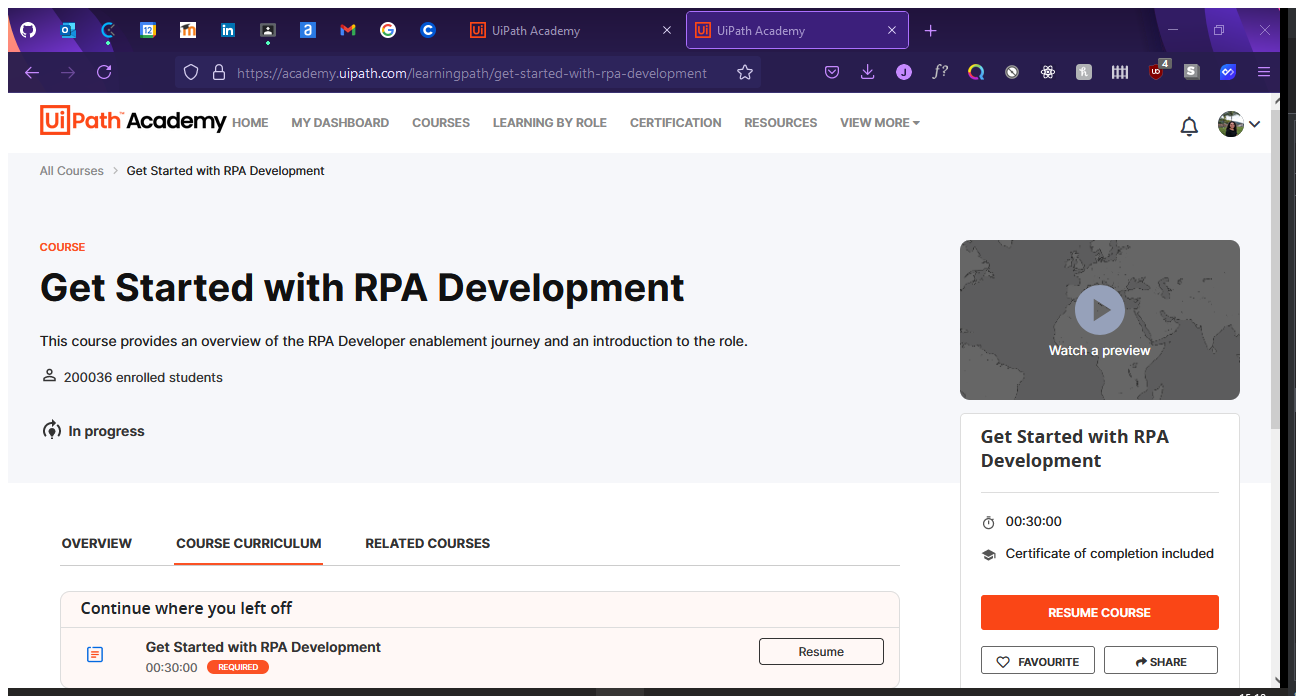 12
UiPath Academy
UiPath Academy
https://academy.uipath.com/learningpath/get-started-with-rpa-development
J
f?
4
UiPath Academy
HOME
MY DASHBOARD
COURSES
LEARNING BY ROLE
CERTIFICATION
RESOURCES
VIEW MORE
All Courses > Get Started with RPA Development
COURSE
Get Started with RPA Development
This course provides an overview of the RPA Developer enablement journey and an introduction to the role.
200036 enrolled students
In progress
Watch a preview
Get Started with RPA
Development
00:30:00
Certificate of completion included
RESUME COURSE
FAVOURITE
SHARE
OVERVIEW
COURSE CURRICULUM
RELATED COURSES
Continue where you left off
Get Started with RPA Development
00:30:00 REQUIRED
Resume